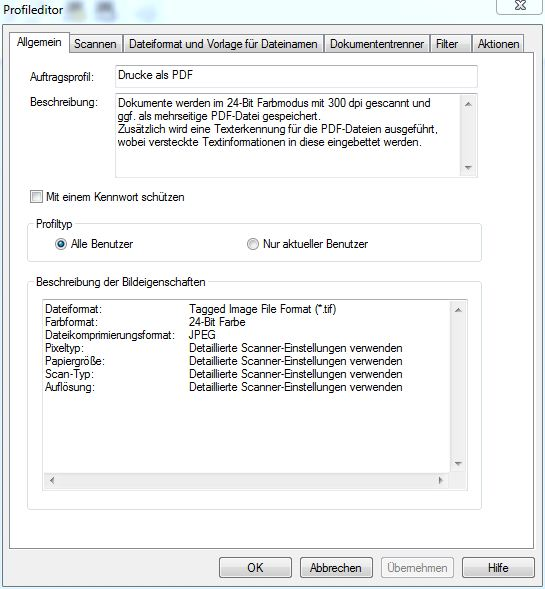 Profileditor
Allgemein Scannen Dateiformat und Vorlage für Dateinamen Dokumententrenner Filter Aktionen
Auftragsprofil: Drucke als PDF
Beschreibung: Dokumente werden im 24-Bit Farbmodus mit 300 dpi gescannt und
ggf. als mehrseitige PDF-Datei gespeichert.
Zusätzlich wird eine Texterkennung für die PDF-Dateien ausgeführt,
wobei versteckte Textinformationen in diese eingebettet werden.
Mit einem Kennwort schützen
Profiltyp
Alle Benutzer Nur aktueller Benutzer
Beschreibung der Bildeigenschaften
Dateiformat: Tagged Image File Format (*.tif)
Farbformat: 24-Bit Farbe
Dateikomprimierungsformat: JPEG
Pixeltyp: Detaillierte Scanner-Einstellungen verwenden
Papiergröße: Detaillierte Scanner-Einstellungen verwenden
Scan-Typ: Detaillierte Scanner-Einstellungen verwenden
Auflösung: Detaillierte Scanner-Einstellungen verwenden
OK Abbrechen Übernehmen Hilfe